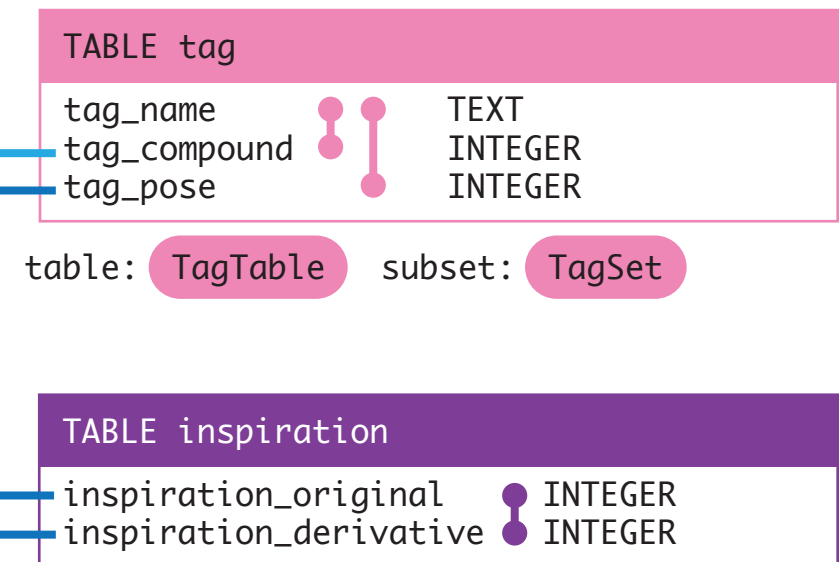 TABLE tag
tag_name TEXT
tag_compound INTEGER
tag_pose INTEGER
table: TagTable subset: TagSet
TABLE inspiration
inspiration_original INTEGER
inspiration_derivative INTEGER